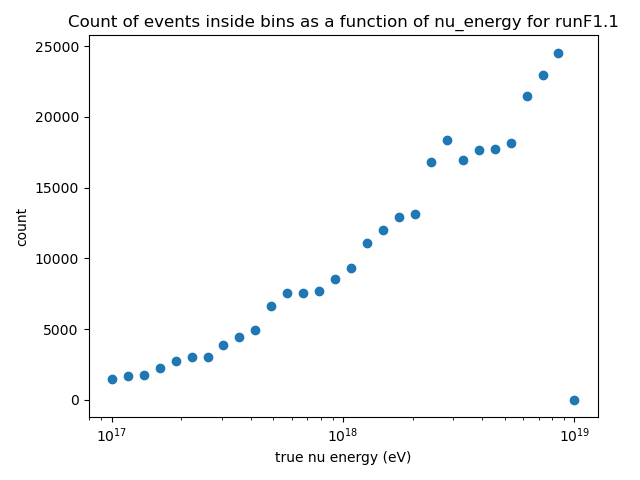 Count of events inside bins as a function of nu_energy for runF1.1
25000
20000
15000
10000
5000
0
count
10¹⁷ 10¹⁸ 10¹⁹
true nu energy (eV)